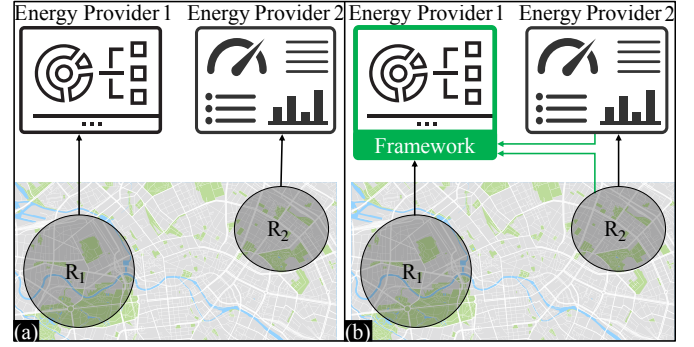 Energy Provider 1 Energy Provider 2 Energy Provider 1 Energy Provider 2
Framework
R1 R2 R1 R2
(a) (b)